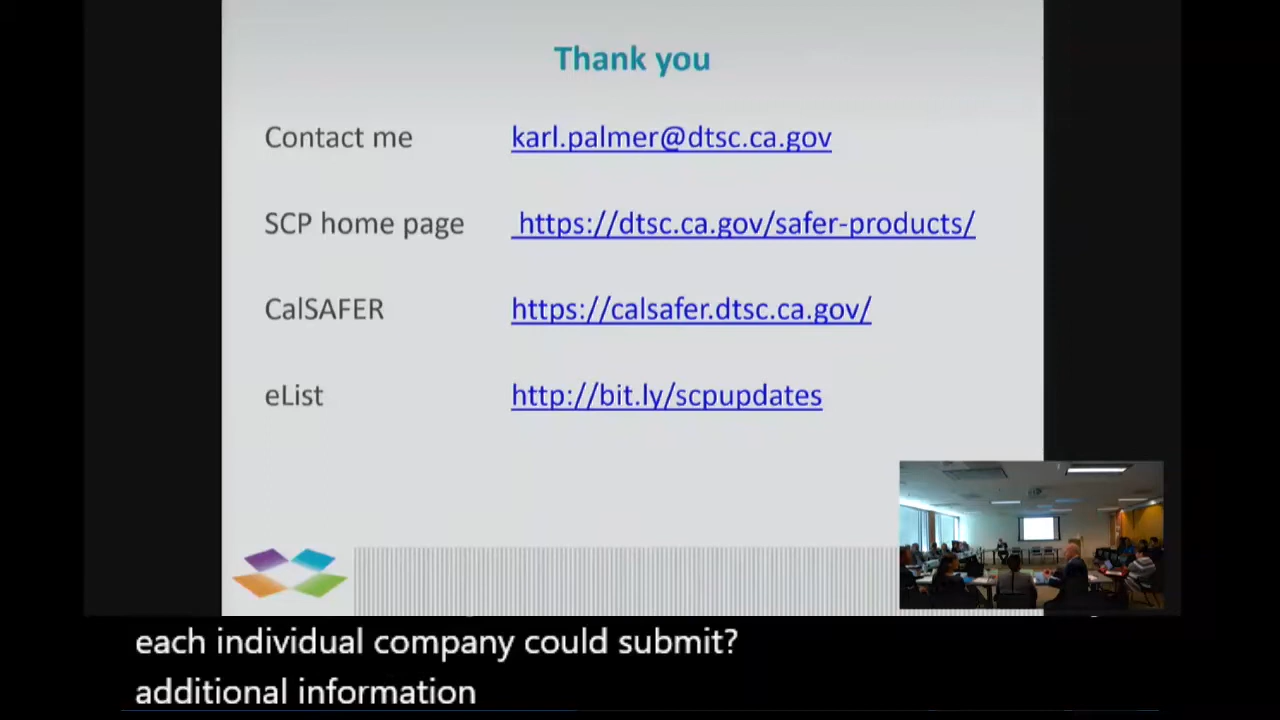 Thank you
Contact me karl.palmer@dtsc.ca.gov
SCP home page https://dtsc.ca.gov/safer-products/
CalSAFER https://calsafer.dtsc.ca.gov/
eList http://bit.ly/scpupdates
each individual company could submit?
additional information